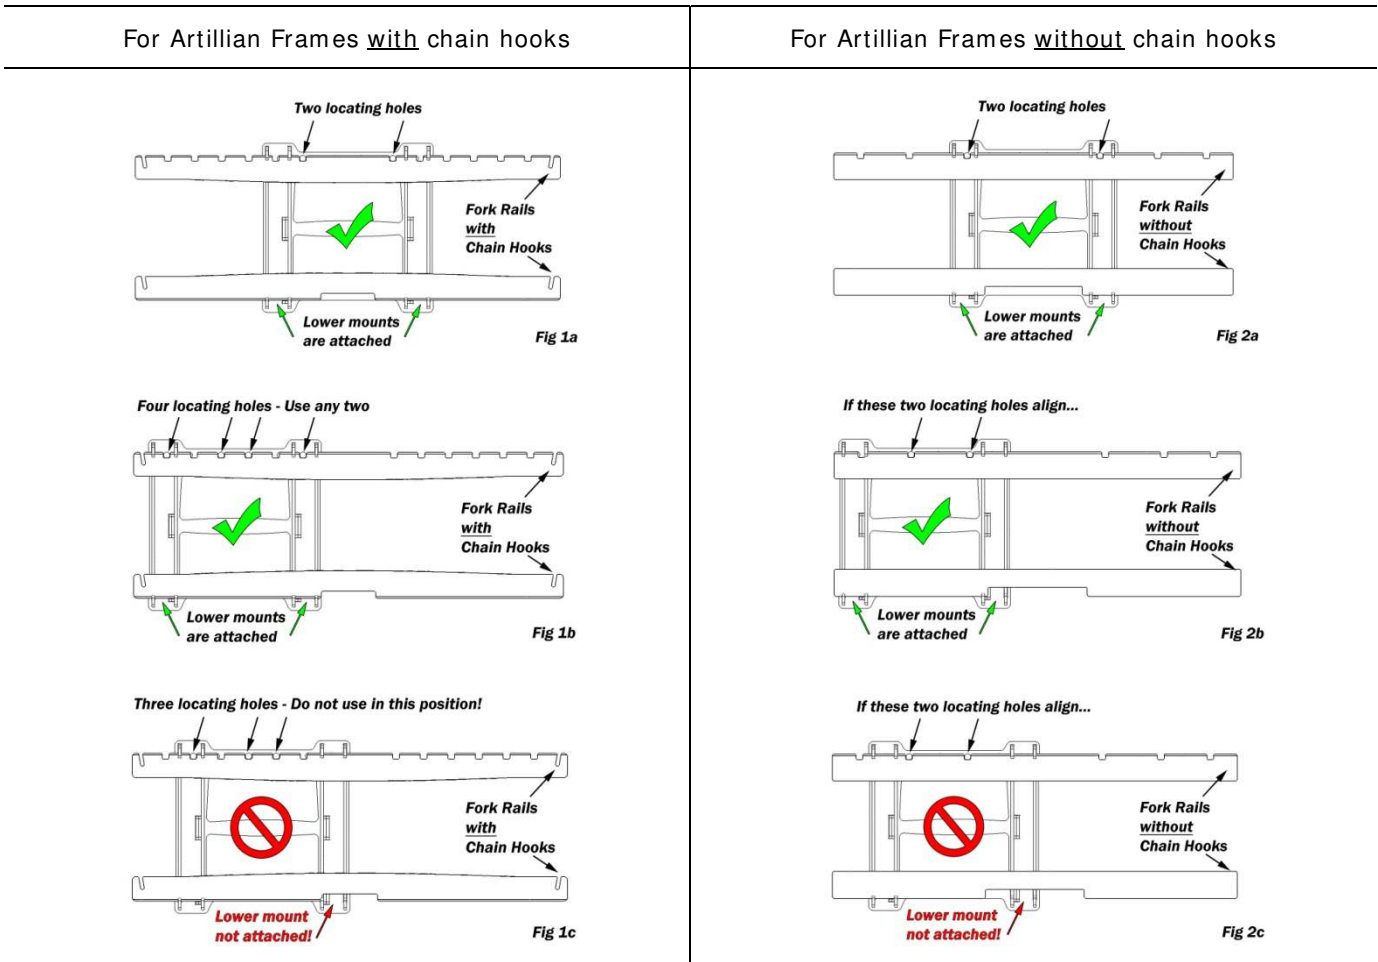 For Artillian Frames with chain hooks
For Artillian Frames without chain hooks
Two locating holes
Fork Rails
with
Chain Hooks
Lower mounts
are attached
Fig 1a
Two locating holes
Fork Rails
without
Chain Hooks
Lower mounts
are attached
Fig 2a
Four locating holes - Use any two
Fork Rails
with
Chain Hooks
Lower mounts
are attached
Fig 1b
If these two locating holes align...
Fork Rails
without
Chain Hooks
Lower mounts
are attached
Fig 2b
Three locating holes - Do not use in this position!
Fork Rails
with
Chain Hooks
Lower mount
not attached!
Fig 1c
If these two locating holes align...
Fork Rails
without
Chain Hooks
Lower mount
not attached!
Fig 2c